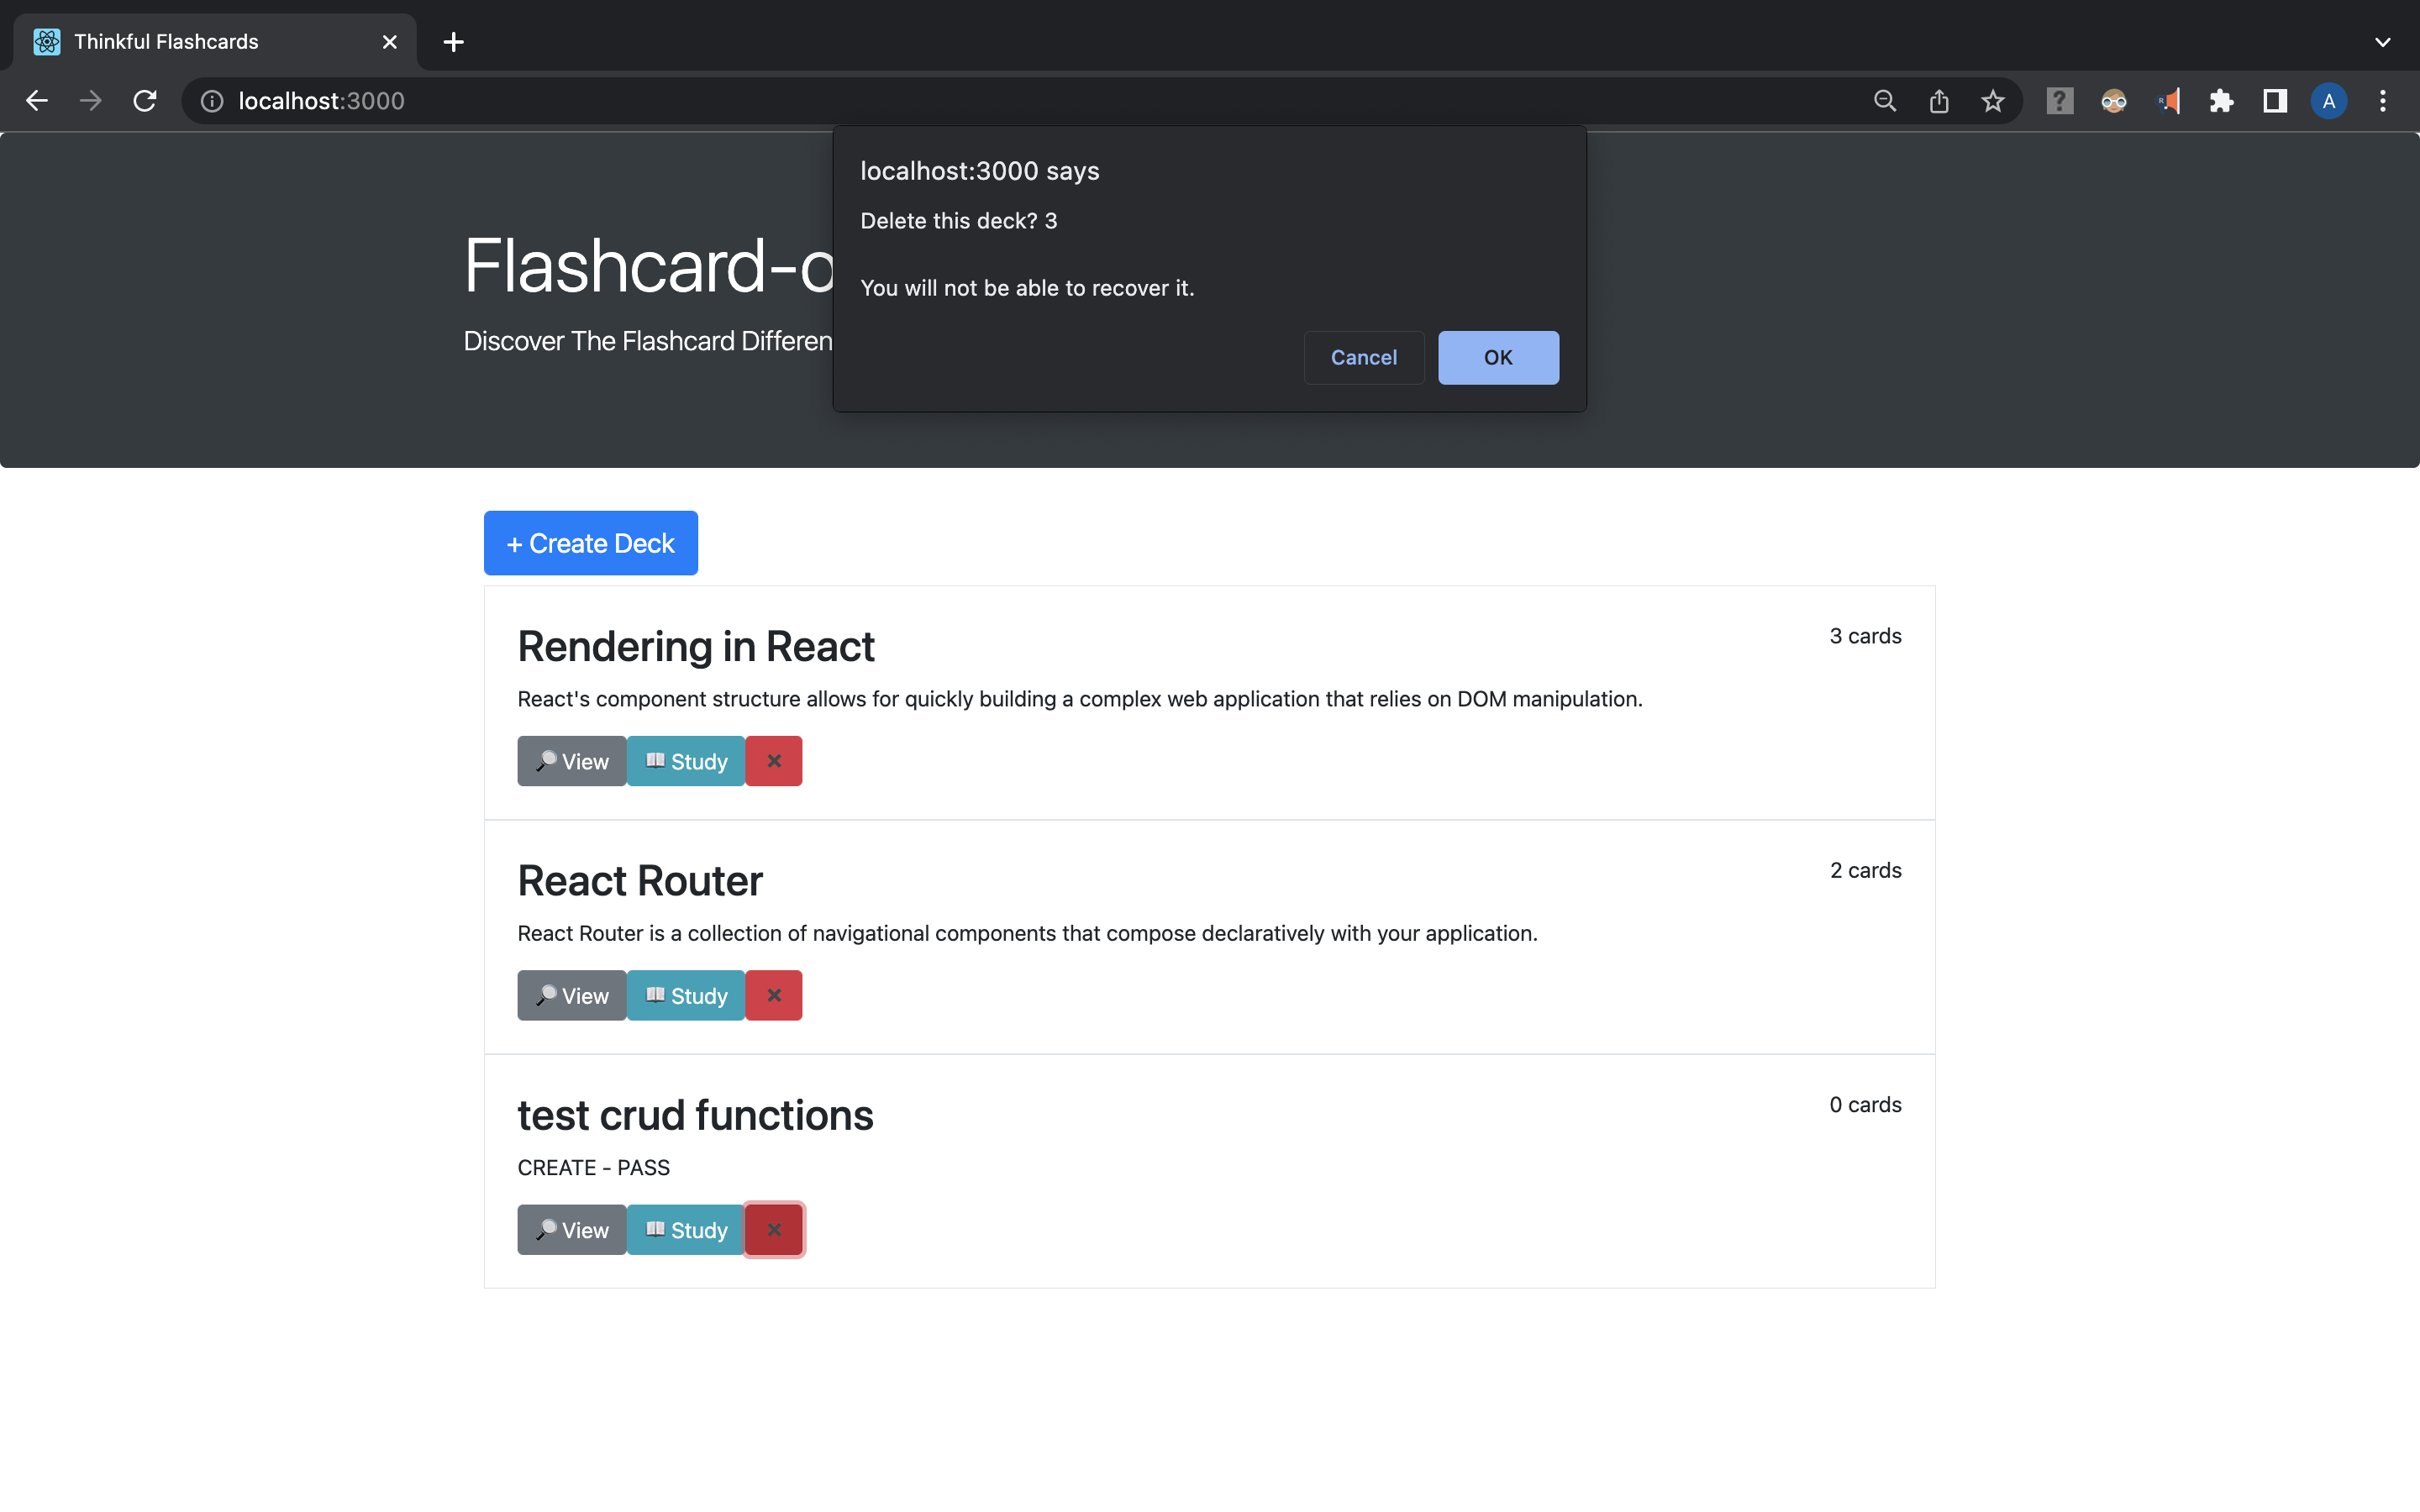 Thinkful Flashcards
localhost:3000
A
localhost:3000 says
Delete this deck? 3
You will not be able to recover it.
Cancel
OK
Flashcard-o
Discover The Flashcard Differen
+ Create Deck
Rendering in React
3 cards
React's component structure allows for quickly building a complex web application that relies on DOM manipulation.
View Study
React Router
2 cards
React Router is a collection of navigational components that compose declaratively with your application.
View Study
test crud functions
0 cards
CREATE - PASS
View Study